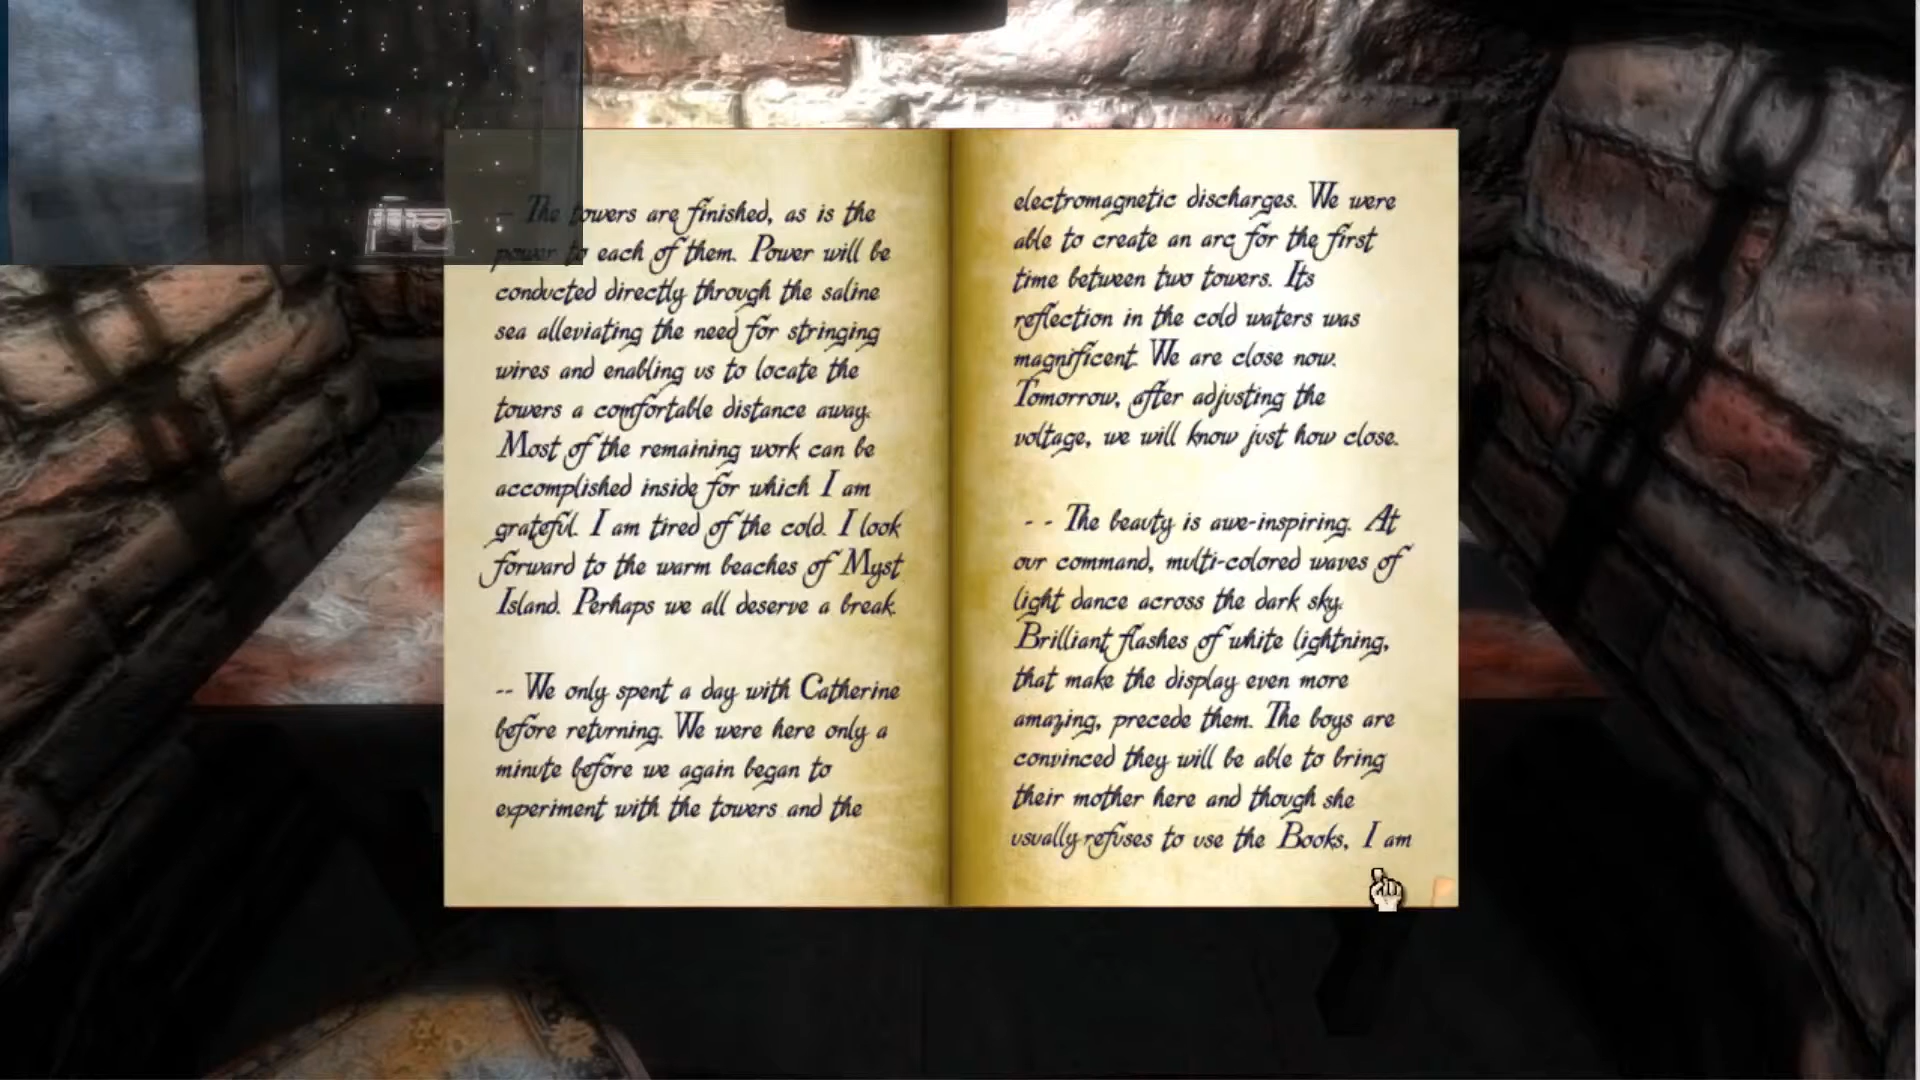 -- The towers are finished, as is the
power to each of them. Power will be
conducted directly through the saline
sea alleviating the need for stringing
wires and enabling us to locate the
towers a comfortable distance away.
Most of the remaining work can be
accomplished inside for which I am
grateful. I am tired of the cold. I look
forward to the warm beaches of Myst
Island. Perhaps we all deserve a break.
-- We only spent a day with Catherine
before returning. We were here only a
minute before we again began to
experiment with the towers and the
electromagnetic discharges. We were
able to create an arc for the first
time between two towers. Its
reflection in the cold waters was
magnificent. We are close now.
Tomorrow, after adjusting the
voltage, we will know just how close.
- - The beauty is awe-inspiring. At
our command, multi-colored waves of
light dance across the dark sky.
Brilliant flashes of white lightning,
that make the display even more
amazing, precede them. The boys are
convinced they will be able to bring
their mother here and though she
usually refuses to use the Books, I am